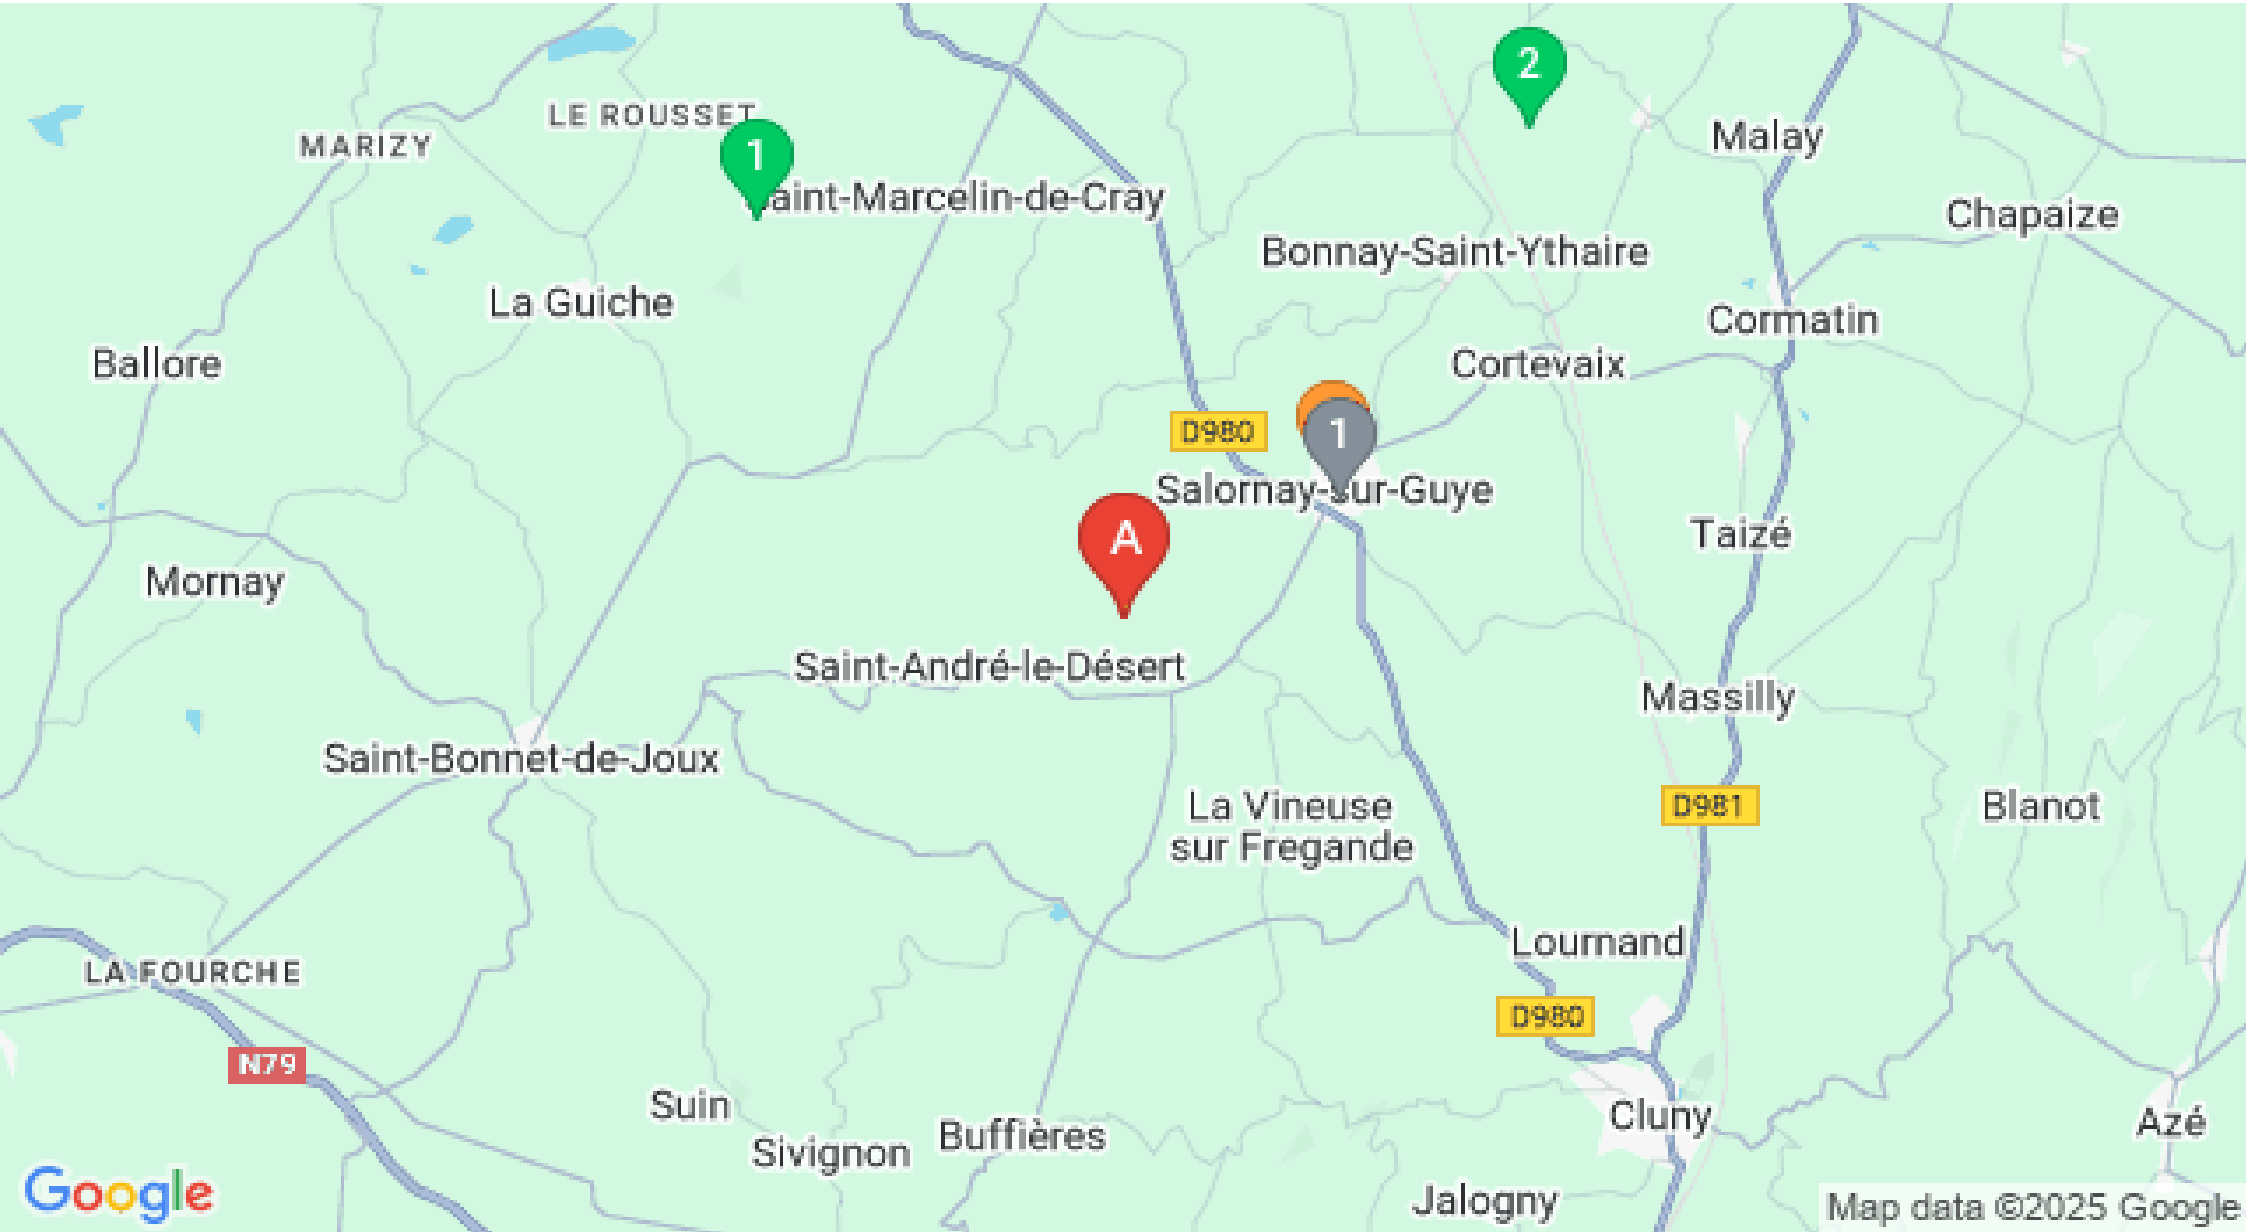 2
LE ROUSSET
MARIZY
Malay
1
Saint-Marcelin-de-Cray
Chapaize
Bonnay-Saint-Ythaire
La Guiche
Cormatin
Ballore
Cortevaix
D980
1
Salornay-sur-Guye
A
Taizé
Mornay
Saint-André-le-Désert
Massilly
Saint-Bonnet-de-Joux
La Vineuse
sur Fregande
D981
Blanot
Lournand
LA FOURCHE
D980
N79
Suin
Cluny
Azé
Buffières
Sivignon
Google
Jalogny
Map data ©2025 Google